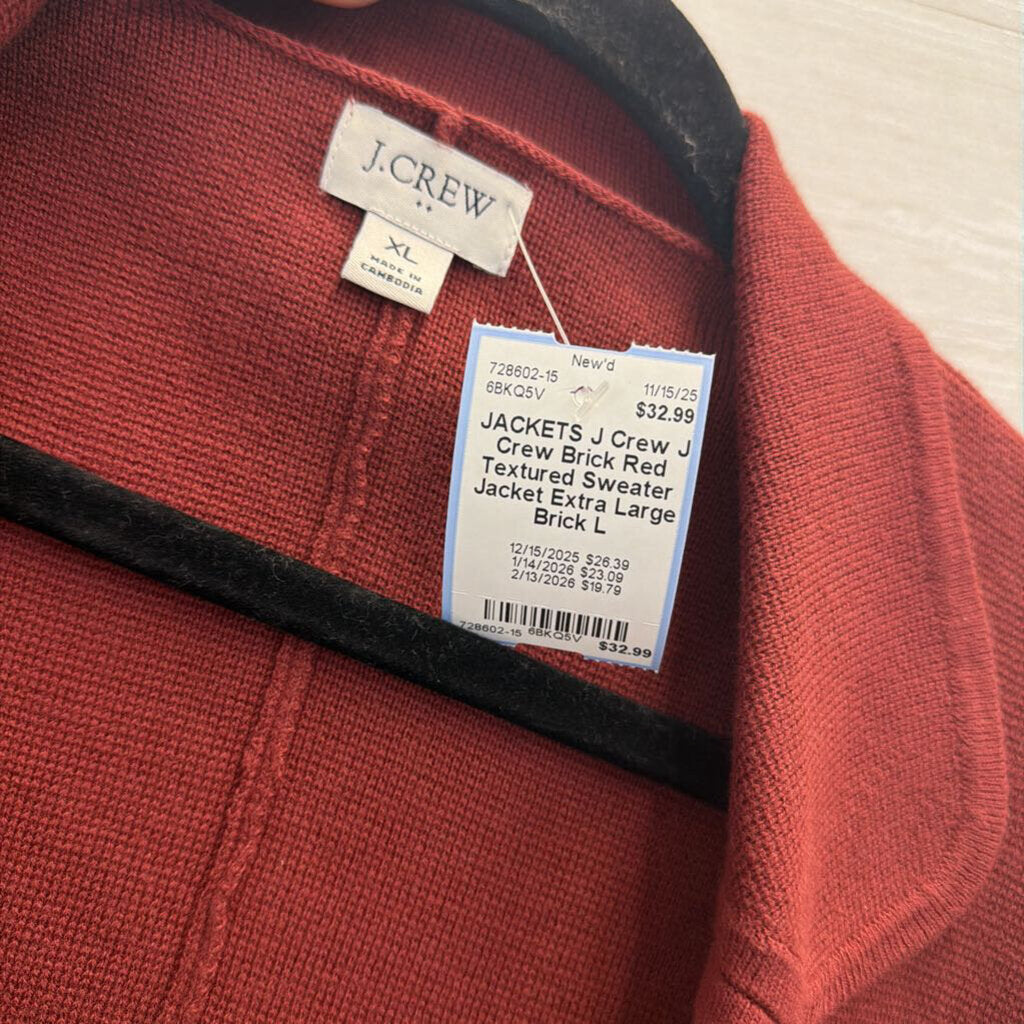 J.CREW
XL
MADE IN
CAMBODIA
New'd
728602-15 11/15/25
6BKQ5V $32.99
JACKETS J Crew J
Crew Brick Red
Textured Sweater
Jacket Extra Large
Brick L
12/15/2025 $26.39
1/14/2026 $23.09
2/13/2026 $19.79
728602-15 6BKQ5V $32.99